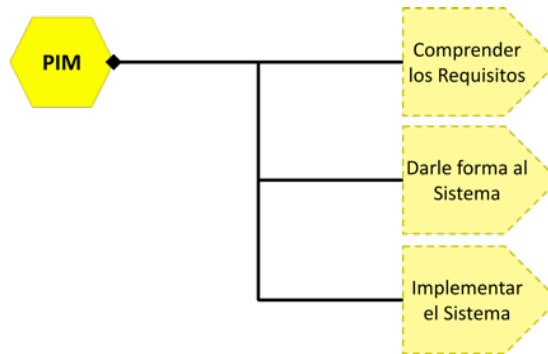 PIM
Comprender
los Requisitos
Darle forma al
Sistema
Implementar
el Sistema